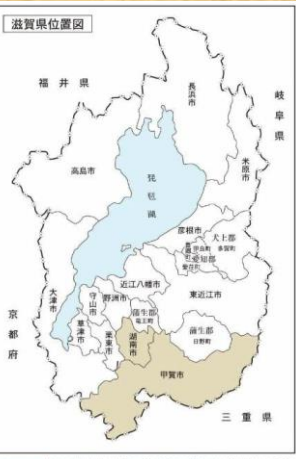 滋賀県位置図
福井県
岐阜県
長浜市
高島市
琵琶湖
米原市
彦根市
犬上郡
甲良町
多賀町
愛知郡
愛荘町
近江八幡市
東近江市
大津市
守山市
野洲市
蒲生郡
竜王町
草津市
栗東市
湖南市
蒲生郡
日野町
京都府
甲賀市
三重県